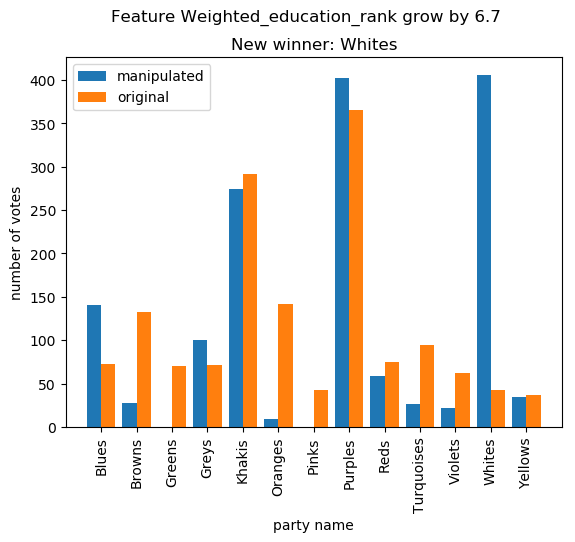 Feature Weighted_education_rank grow by 6.7
New winner: Whites
manipulated
original
number of votes
400
350
300
250
200
150
100
50
0
Blues
Browns
Greens
Greys
Khakis
Oranges
Pinks
Purples
Reds
Turquoises
Violets
Whites
Yellows
party name